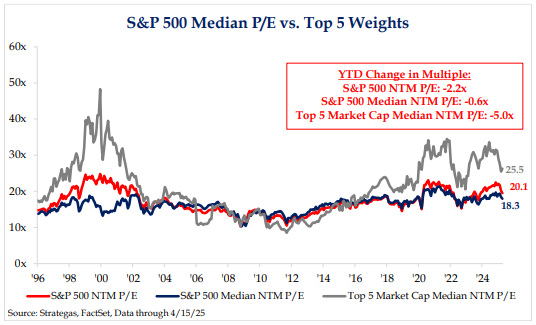 S&P 500 Median P/E vs. Top 5 Weights
60x
50x
40x
30x
20x
10x
0x
YTD Change in Multiple:
S&P 500 NTM P/E: -2.2x
S&P 500 Median NTM P/E: -0.6x
Top 5 Market Cap Median NTM P/E: -5.0x
25.5
20.1
18.3
'96 '98 '00 '02 '04 '06 '08 '10 '12 '14 '16 '18 '20 '22 '24
S&P 500 NTM P/E S&P 500 Median NTM P/E Top 5 Market Cap Median NTM P/E
Source: Strategas, FactSet, Data through 4/15/25